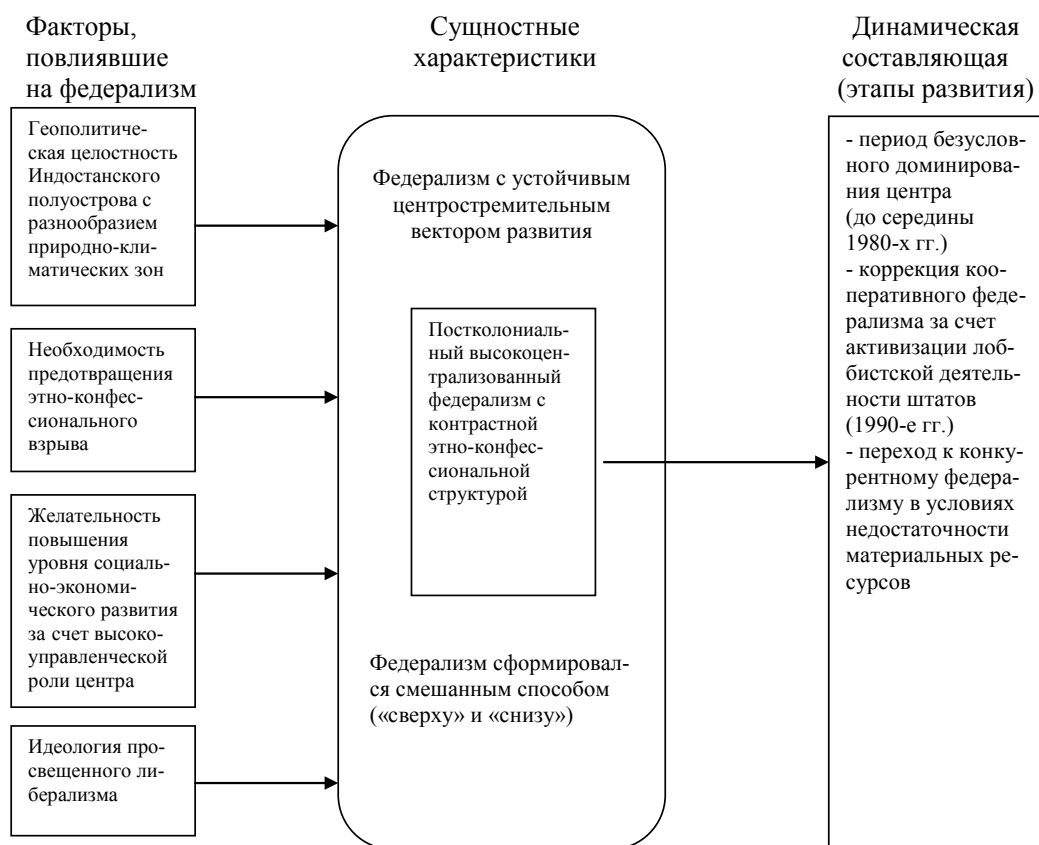 Факторы,
повлиявшие
на федерализм
Геополитиче-
ская целостность
Индостанского
полуострова с
разнообразием
природно-кли-
матических зон
Необходимость
предотвращения
этно-конфес-
сионального
взрыва
Желательность
повышения
уровня социаль-
но-экономи-
ческого развития
за счет высоко-
управленческой
роли центра
Идеология про-
свещенного ли-
берализма
Сущностные
характеристики
Федерализм с устойчивым
центростремительным
вектором развития
Постколониаль-
ный высокоцен-
трализованный
федерализм с
контрастной
этно-конфес-
сиональной
структурой
Федерализм сформировал-
ся смешанным способом
(«сверху» и «снизу»)
Динамическая
составляющая
(этапы развития)
- период безуслов-
ного доминирова-
ния центра
(до середины
1980-х гг.)
- коррекция коо-
перативного феде-
рализма за счет
активизации лоб-
бистской деятель-
ности штатов
(1990-е гг.)
- переход к конку-
рентному федера-
лизму в условиях
недостаточности
материальных ре-
сурсов